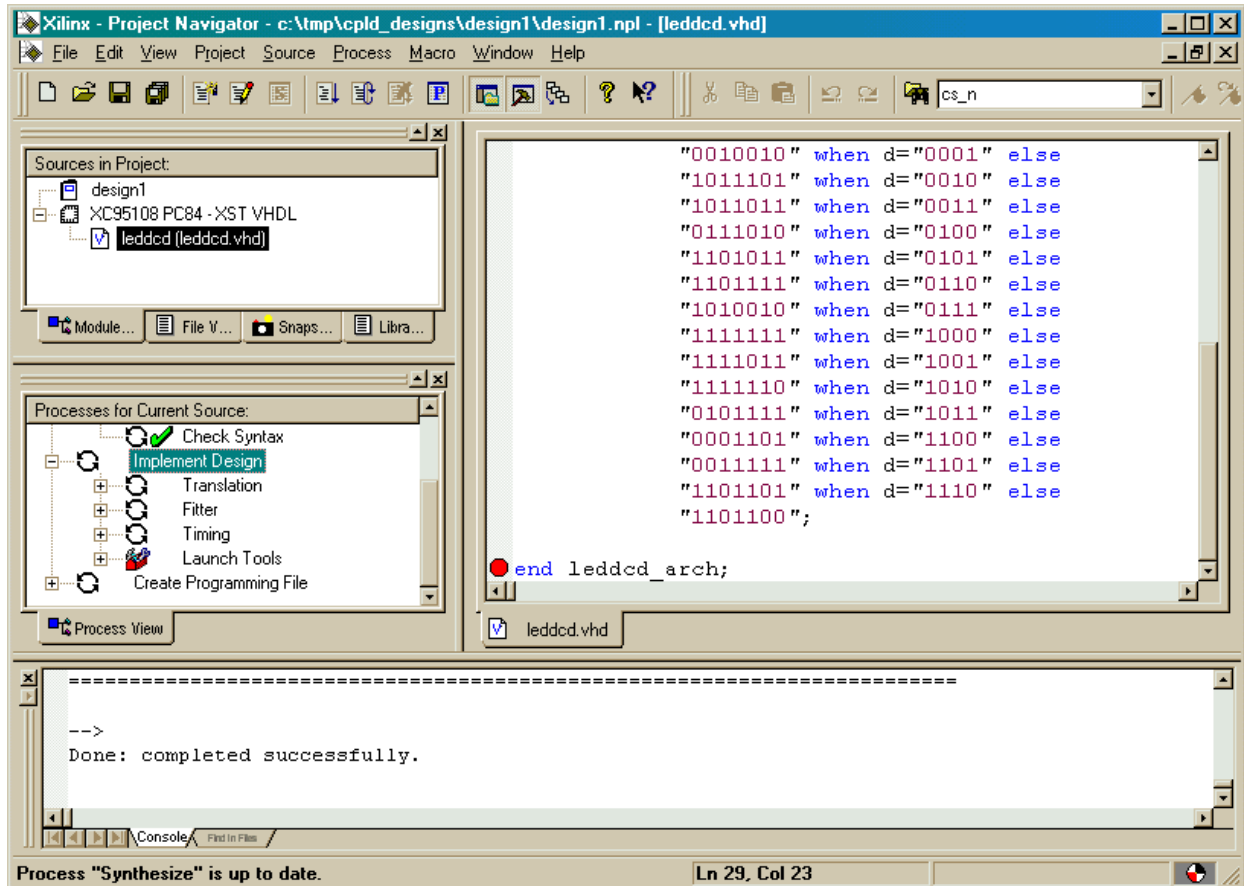 Xilinx - Project Navigator - c:\tmp\cpld_designs\design1\design1.npl - [leddcd.vhd]
File Edit View Project Source Process Macro Window Help
cs_n
Sources in Project:
design1
XC95108 PC84 - XST VHDL
leddcd (leddcd.vhd)
Module... File V... Snaps... Libra...
Processes for Current Source:
Check Syntax
Implement Design
Translation
Fitter
Timing
Launch Tools
Create Programming File
Process View
"0010010" when d="0001" else
"1011101" when d="0010" else
"1011011" when d="0011" else
"0111010" when d="0100" else
"1101011" when d="0101" else
"1101111" when d="0110" else
"1010010" when d="0111" else
"1111111" when d="1000" else
"1111011" when d="1001" else
"1111110" when d="1010" else
"0101111" when d="1011" else
"0001101" when d="1100" else
"0011111" when d="1101" else
"1101101" when d="1110" else
"1101100";
end leddcd_arch;
leddcd.vhd
=========================================================================
-->
Done: completed successfully.
Console Find in Files
Process "Synthesize" is up to date. Ln 29, Col 23